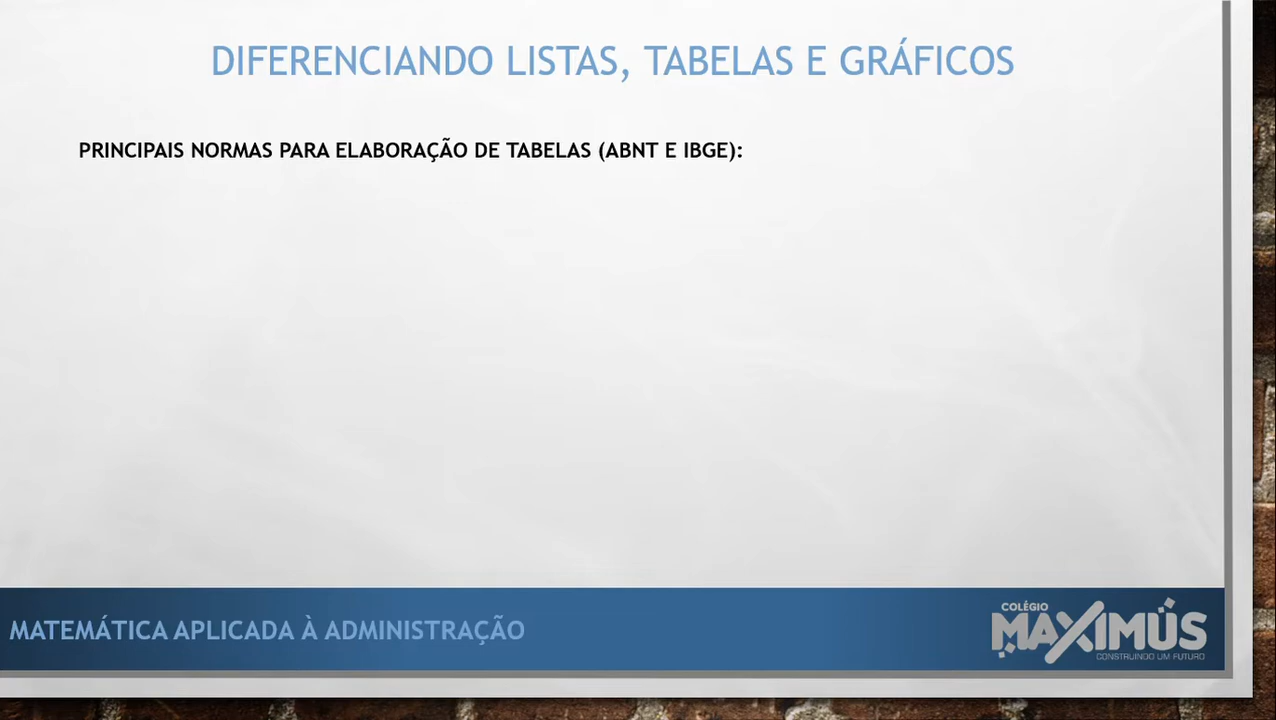 DIFERENCIANDO LISTAS, TABELAS E GRÁFICOS
PRINCIPAIS NORMAS PARA ELABORAÇÃO DE TABELAS (ABNT E IBGE):
MATEMÁTICA APLICADA À ADMINISTRAÇÃO
COLÉGIO
MAXIMÚS
CONSTRUINDO UM FUTURO